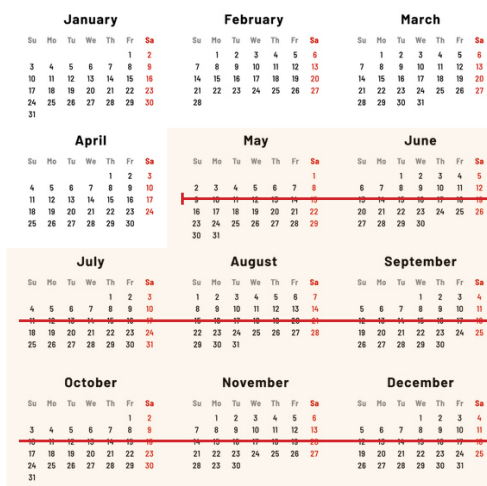 January
Su Mo Tu We Th Fr Sa
1 2
3 4 5 6 7 8 9
10 11 12 13 14 15 16
17 18 19 20 21 22 23
24 25 26 27 28 29 30
31
February
Su Mo Tu We Th Fr Sa
1 2 3 4 5 6
7 8 9 10 11 12 13
14 15 16 17 18 19 20
21 22 23 24 25 26 27
28
March
Su Mo Tu We Th Fr Sa
1 2 3 4 5 6
7 8 9 10 11 12 13
14 15 16 17 18 19 20
21 22 23 24 25 26 27
28 29 30 31
April
Su Mo Tu We Th Fr Sa
1 2 3
4 5 6 7 8 9 10
11 12 13 14 15 16 17
18 19 20 21 22 23 24
25 26 27 28 29 30
May
Su Mo Tu We Th Fr Sa
1
2 3 4 5 6 7 8
9 10 11 12 13 14 15
16 17 18 19 20 21 22
23 24 25 26 27 28 29
30 31
June
Su Mo Tu We Th Fr Sa
1 2 3 4 5
6 7 8 9 10 11 12
13 14 15 16 17 18 19
20 21 22 23 24 25 26
27 28 29 30
July
Su Mo Tu We Th Fr Sa
1 2 3
4 5 6 7 8 9 10
11 12 13 14 15 16 17
18 19 20 21 22 23 24
25 26 27 28 29 30 31
August
Su Mo Tu We Th Fr Sa
1 2 3 4 5 6 7
8 9 10 11 12 13 14
15 16 17 18 19 20 21
22 23 24 25 26 27 28
29 30 31
September
Su Mo Tu We Th Fr Sa
1 2 3 4
5 6 7 8 9 10 11
12 13 14 15 16 17 18
19 20 21 22 23 24 25
26 27 28 29 30
October
Su Mo Tu We Th Fr Sa
1 2
3 4 5 6 7 8 9
10 11 12 13 14 15 16
17 18 19 20 21 22 23
24 25 26 27 28 29 30
31
November
Su Mo Tu We Th Fr Sa
1 2 3 4 5 6
7 8 9 10 11 12 13
14 15 16 17 18 19 20
21 22 23 24 25 26 27
28 29 30
December
Su Mo Tu We Th Fr Sa
1 2 3 4
5 6 7 8 9 10 11
12 13 14 15 16 17 18
19 20 21 22 23 24 25
26 27 28 29 30 31